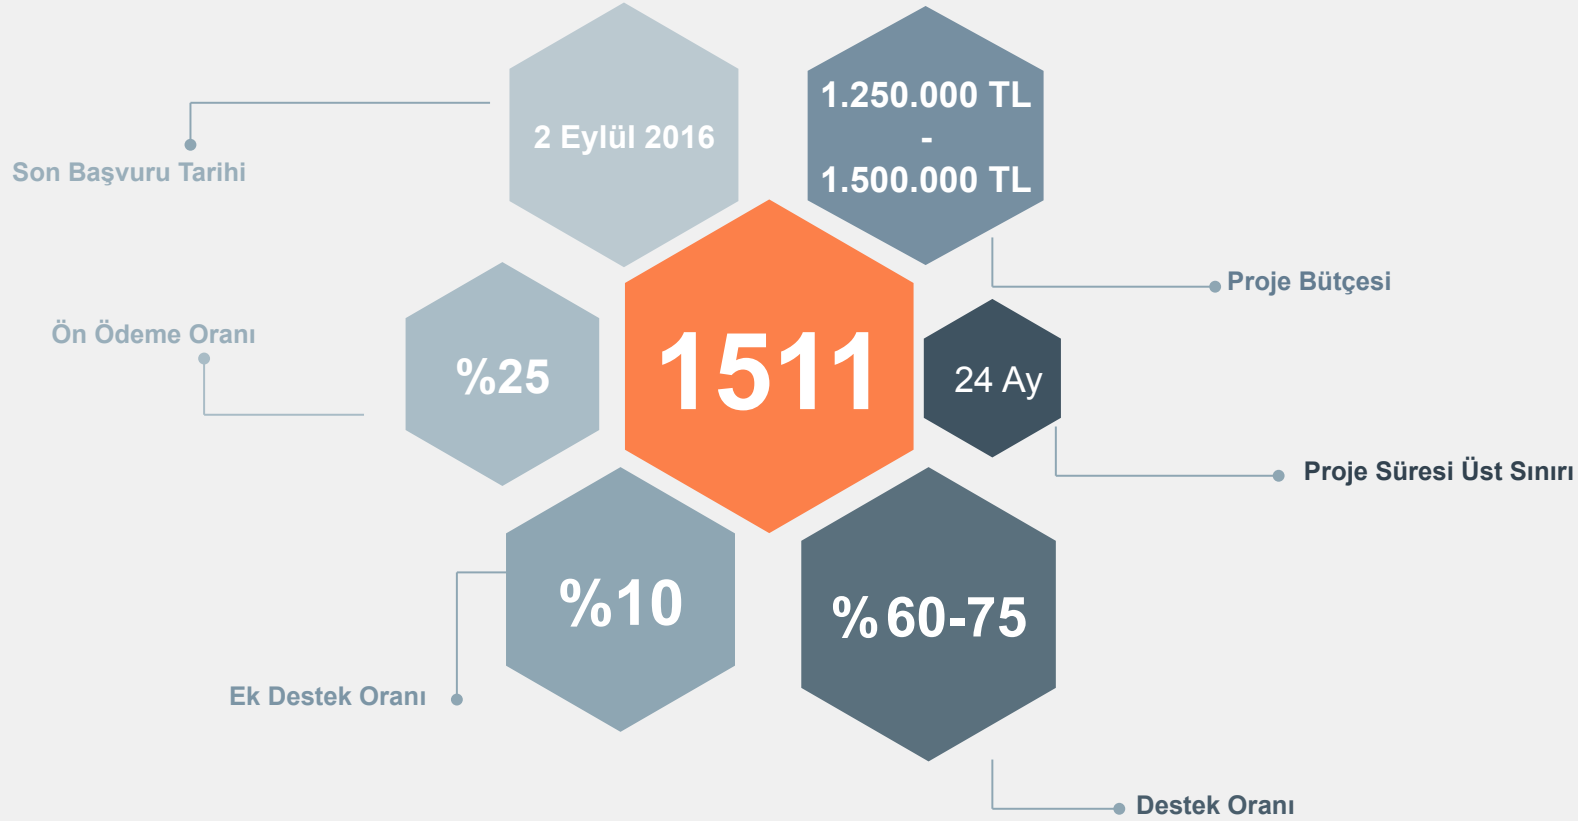 2 Eylül 2016
1.250.000 TL
-
1.500.000 TL
Son Başvuru Tarihi
Proje Bütçesi
Ön Ödeme Oranı
%25
1511
24 Ay
Proje Süresi Üst Sınırı
%10
%60-75
Ek Destek Oranı
Destek Oranı